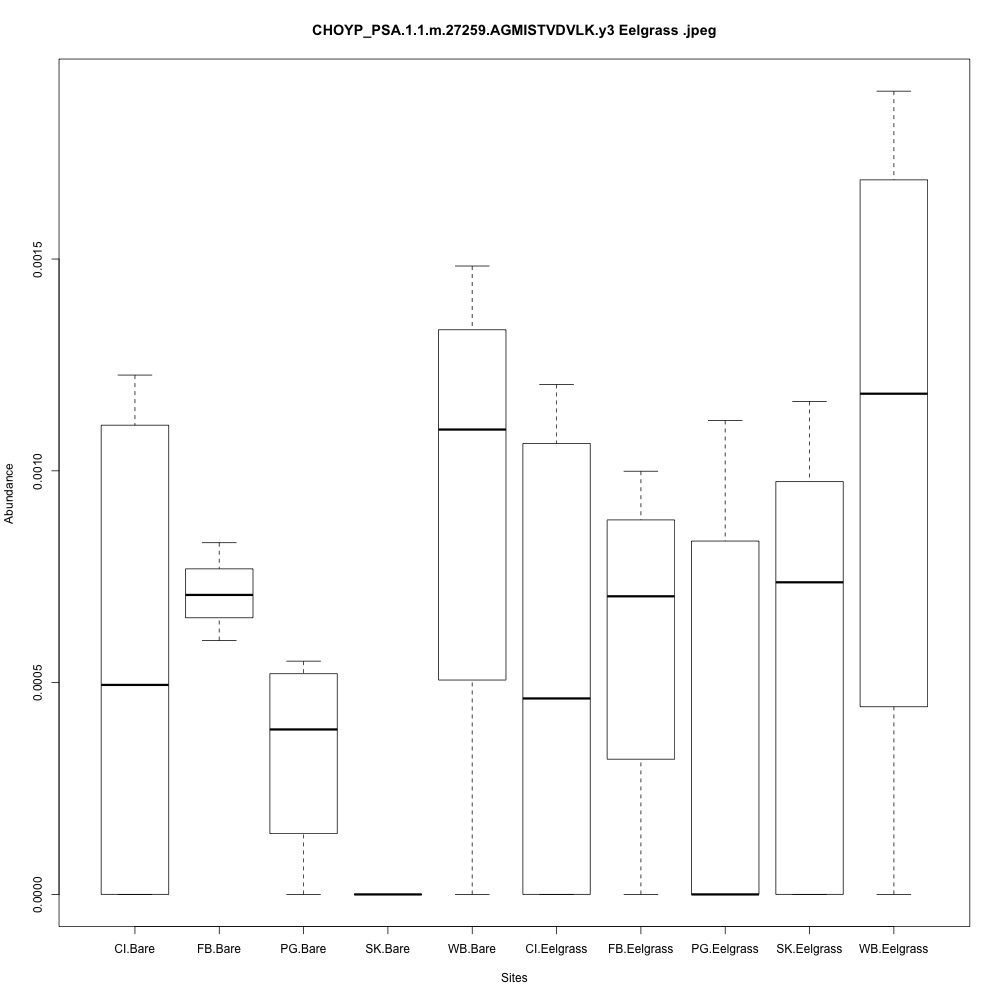 CHOYP_PSA.1.1.m.27259.AGMISTVDVLK.y3 Eelgrass .jpeg
Abundance
0.0015
0.0010
0.0005
0.0000
CI.Bare FB.Bare PG.Bare SK.Bare WB.Bare CI.Eelgrass FB.Eelgrass PG.Eelgrass SK.Eelgrass WB.Eelgrass
Sites